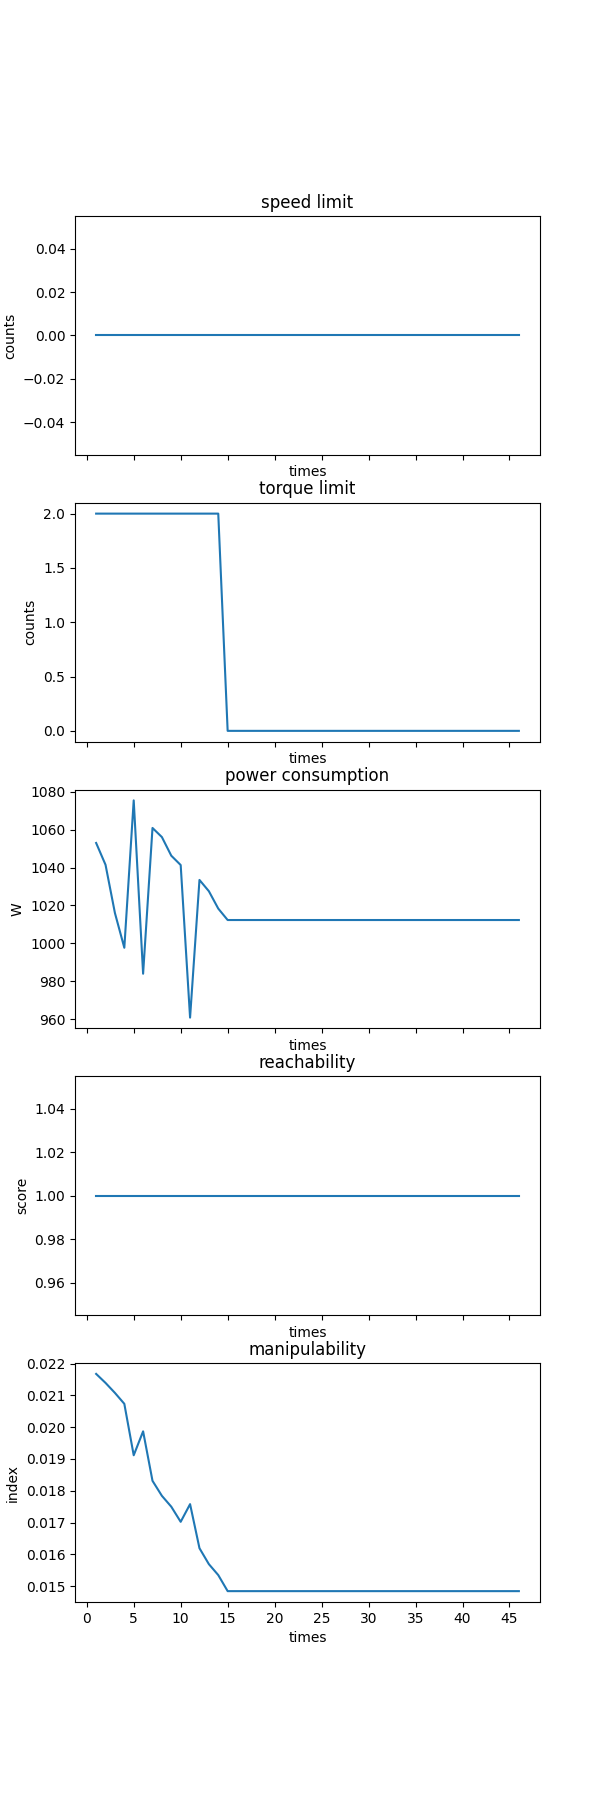 speed limit
0.04
0.02
0.00
−0.02
−0.04
counts
times
torque limit
2.0
1.5
1.0
0.5
0.0
counts
times
power consumption
1080
1060
1040
1020
1000
980
960
W
times
reachability
1.04
1.02
1.00
0.98
0.96
score
times
manipulability
0.022
0.021
0.020
0.019
0.018
0.017
0.016
0.015
index
0 5 10 15 20 25 30 35 40 45
times